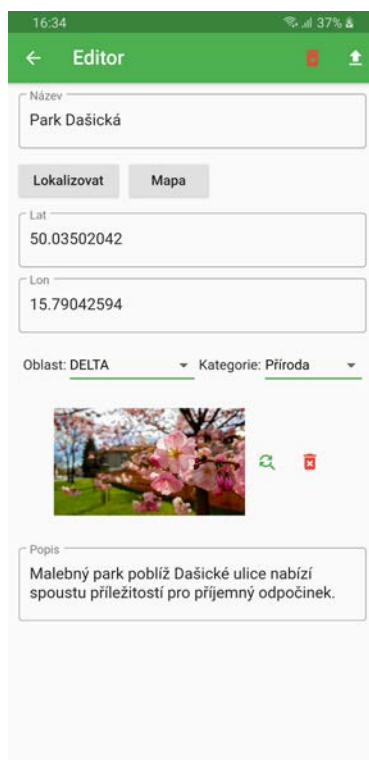 16:34 37%
Editor
Název
Park Dašická
Lokalizovat Mapa
Lat
50.03502042
Lon
15.79042594
Oblast: DELTA Kategorie: Příroda
Popis
Malebný park poblíž Dašické ulice nabízí
spoustu příležitostí pro příjemný odpočinek.